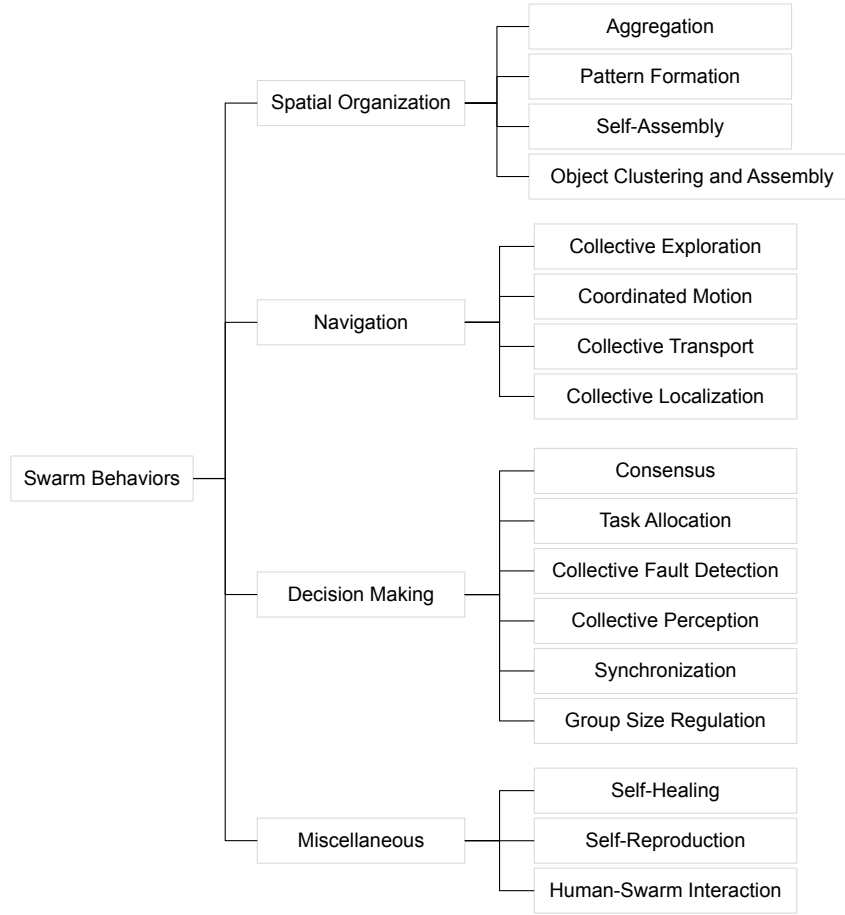 Swarm Behaviors
Spatial Organization
Aggregation
Pattern Formation
Self-Assembly
Object Clustering and Assembly
Navigation
Collective Exploration
Coordinated Motion
Collective Transport
Collective Localization
Decision Making
Consensus
Task Allocation
Collective Fault Detection
Collective Perception
Synchronization
Group Size Regulation
Miscellaneous
Self-Healing
Self-Reproduction
Human-Swarm Interaction